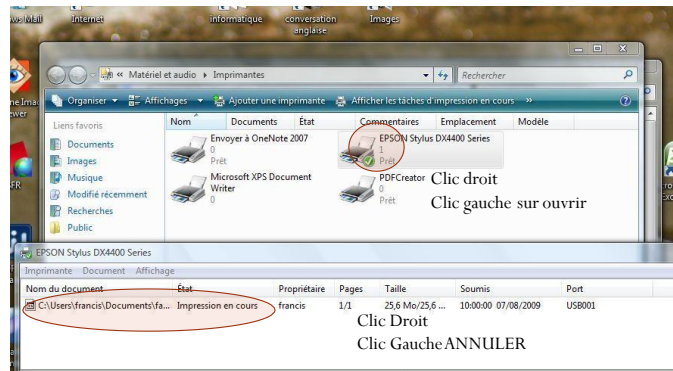 ws Mail Internet informatique conversation anglaise Images
« Matériel et audio ▸ Imprimantes Rechercher
Organiser Affichages Ajouter une imprimante Afficher les tâches d'impression en cours »
Liens favoris
Documents
Images
Musique
Modifié récemment
Recherches
Public
Nom Documents État Commentaires Emplacement Modèle
Envoyer à OneNote 2007
0
Prêt
EPSON Stylus DX4400 Series
1
Prêt
Microsoft XPS Document Writer
0
PDFCreator
0
Prêt
Clic droit
Clic gauche sur ouvrir
EPSON Stylus DX4400 Series
Imprimante Document Affichage
Nom du document État Propriétaire Pages Taille Soumis Port
C:\Users\francis\Documents\fa... Impression en cours francis 1/1 25,6 Mo/25,6 ... 10:00:00 07/08/2009 USB001
Clic Droit
Clic Gauche ANNULER